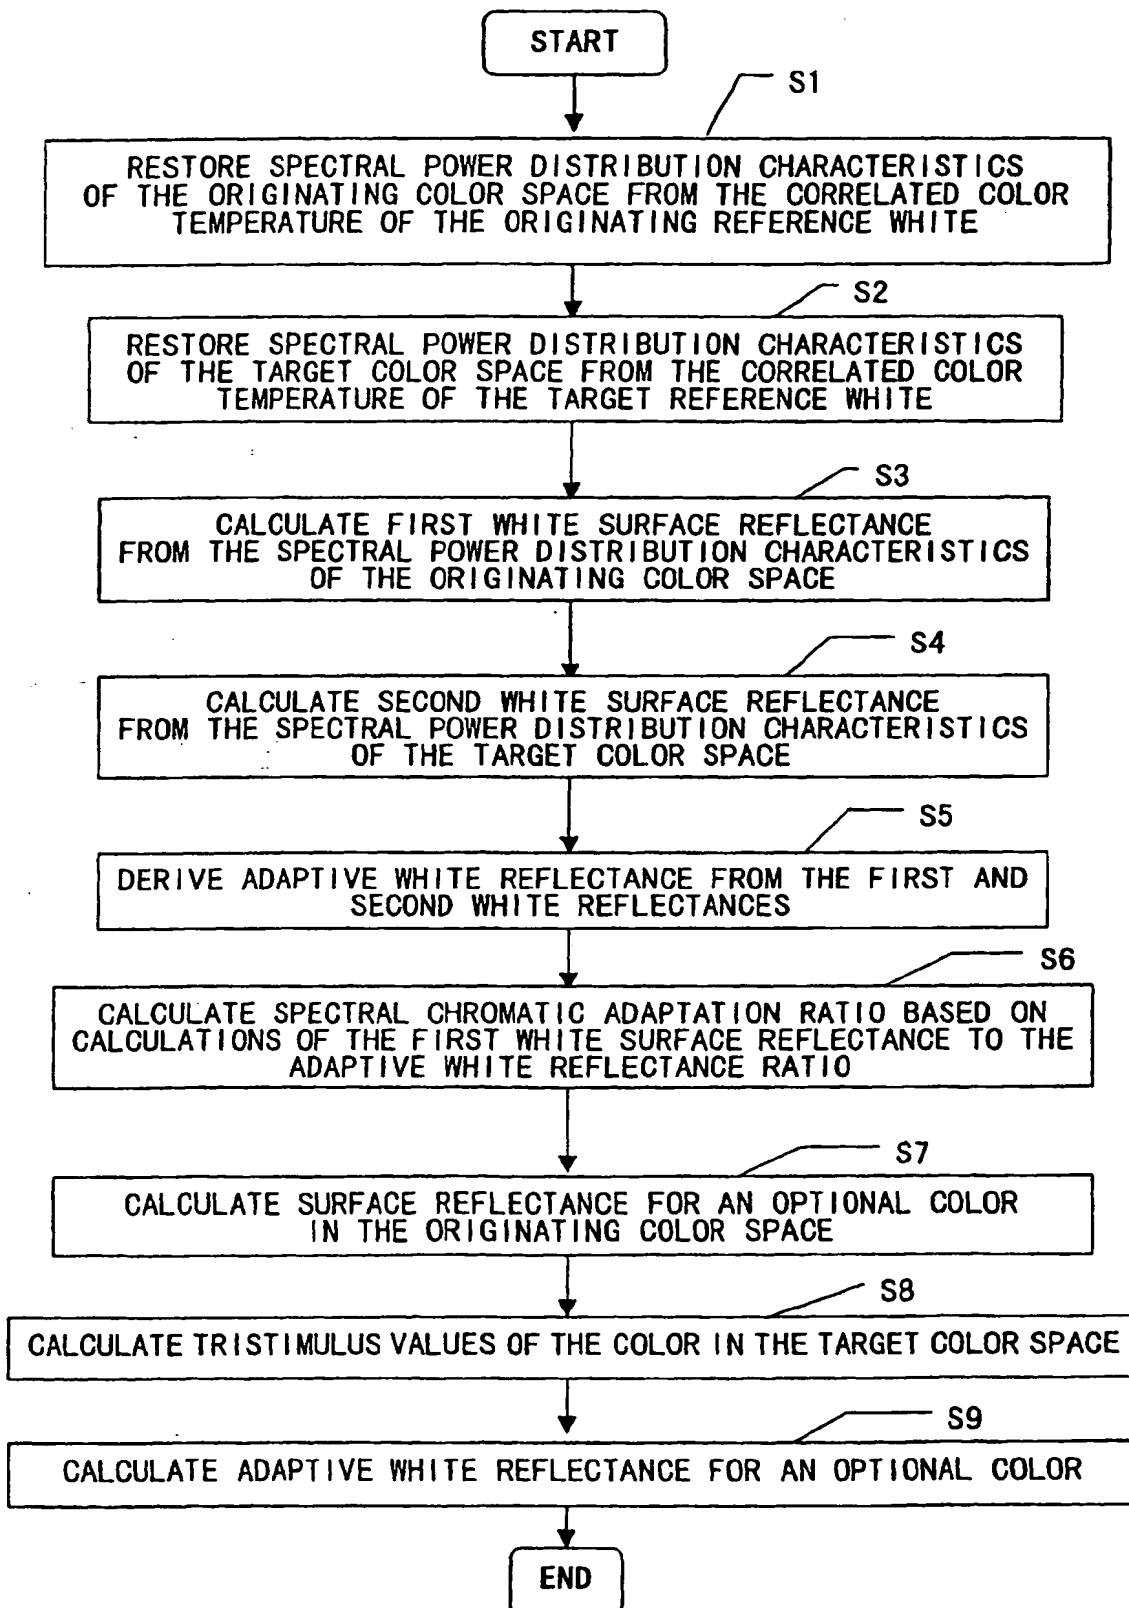 START
S1
RESTORE SPECTRAL POWER DISTRIBUTION CHARACTERISTICS
OF THE ORIGINATING COLOR SPACE FROM THE CORRELATED COLOR
TEMPERATURE OF THE ORIGINATING REFERENCE WHITE
S2
RESTORE SPECTRAL POWER DISTRIBUTION CHARACTERISTICS
OF THE TARGET COLOR SPACE FROM THE CORRELATED COLOR
TEMPERATURE OF THE TARGET REFERENCE WHITE
S3
CALCULATE FIRST WHITE SURFACE REFLECTANCE
FROM THE SPECTRAL POWER DISTRIBUTION CHARACTERISTICS
OF THE ORIGINATING COLOR SPACE
S4
CALCULATE SECOND WHITE SURFACE REFLECTANCE
FROM THE SPECTRAL POWER DISTRIBUTION CHARACTERISTICS
OF THE TARGET COLOR SPACE
S5
DERIVE ADAPTIVE WHITE REFLECTANCE FROM THE FIRST AND
SECOND WHITE REFLECTANCES
S6
CALCULATE SPECTRAL CHROMATIC ADAPTATION RATIO BASED ON
CALCULATIONS OF THE FIRST WHITE SURFACE REFLECTANCE TO THE
ADAPTIVE WHITE REFLECTANCE RATIO
S7
CALCULATE SURFACE REFLECTANCE FOR AN OPTIONAL COLOR
IN THE ORIGINATING COLOR SPACE
S8
CALCULATE TRISTIMULUS VALUES OF THE COLOR IN THE TARGET COLOR SPACE
S9
CALCULATE ADAPTIVE WHITE REFLECTANCE FOR AN OPTIONAL COLOR
END